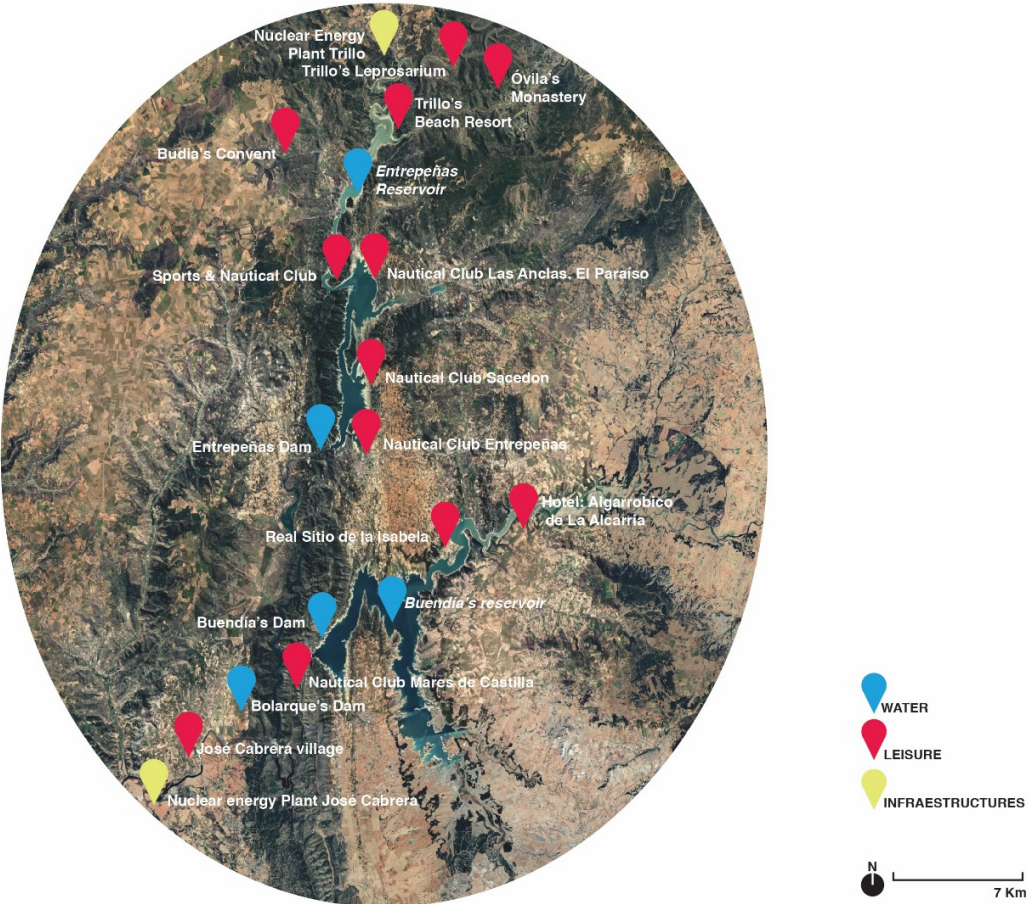 Nuclear Energy
Plant Trillo
Trillo's Leprosarium
Óvila's
Monastery
Trillo's
Beach Resort
Budia's Convent
Entrepeñas
Reservoir
Sports & Nautical Club
Nautical Club Las Anclas. El Paraíso
Nautical Club Sacedon
Entrepeñas Dam
Nautical Club Entrepeñas
Hotel: Algarrobico
de La Alcarria
Real Sitio de la Isabela
Buendía's reservoir
Buendía's Dam
Nautical Club Mares de Castilla
Bolarque's Dam
José Cabrera village
Nuclear energy Plant José Cabrera
WATER
LEISURE
INFRAESTRUCTURES
N
7 Km